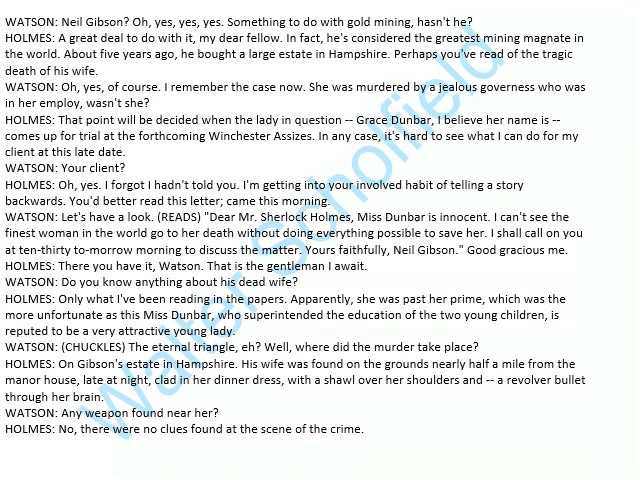 WATSON: Neil Gibson? Oh, yes, yes, yes. Something to do with gold mining, hasn't he?
HOLMES: A great deal to do with it, my dear fellow. In fact, he's considered the greatest mining magnate in
the world. About five years ago, he bought a large estate in Hampshire. Perhaps you've read of the tragic
death of his wife.
WATSON: Oh, yes, of course. I remember the case now. She was murdered by a jealous governess who was
in her employ, wasn't she?
HOLMES: That point will be decided when the lady in question -- Grace Dunbar, I believe her name is --
comes up for trial at the forthcoming Winchester Assizes. In any case, it's hard to see what I can do for my
client at this late date.
WATSON: Your client?
HOLMES: Oh, yes. I forgot I hadn't told you. I'm getting into your involved habit of telling a story
backwards. You'd better read this letter; came this morning.
WATSON: Let's have a look. (READS) "Dear Mr. Sherlock Holmes, Miss Dunbar is innocent. I can't see the
finest woman in the world go to her death without doing everything possible to save her. I shall call on you
at ten-thirty to-morrow morning to discuss the matter. Yours faithfully, Neil Gibson." Good gracious me.
HOLMES: There you have it, Watson. That is the gentleman I await.
WATSON: Do you know anything about his dead wife?
HOLMES: Only what I've been reading in the papers. Apparently, she was past her prime, which was the
more unfortunate as this Miss Dunbar, who superintended the education of the two young children, is
reputed to be a very attractive young lady.
WATSON: (CHUCKLES) The eternal triangle, eh? Well, where did the murder take place?
HOLMES: On Gibson's estate in Hampshire. His wife was found on the grounds nearly half a mile from the
manor house, late at night, clad in her dinner dress, with a shawl over her shoulders and -- a revolver bullet
through her brain.
WATSON: Any weapon found near her?
HOLMES: No, there were no clues found at the scene of the crime.
Walter Scholfield